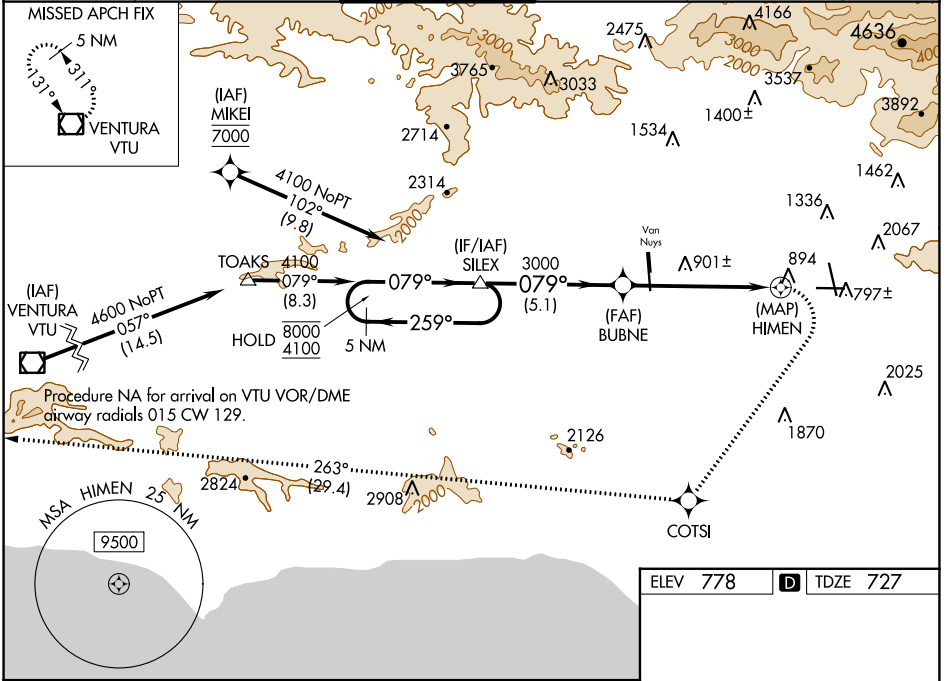 MISSED APCH FIX
5 NM
311°
131°
VENTURA
VTU
2000
3000
2475
4166
4636
3000
2000
400
3765
3033
3537
3892
1400±
2714
1534
(IAF)
MIKEI
7000
4100 NoPT
102°
(9.8)
2314
2000
1462
1336
2067
Van
Nuys
901±
894
797±
TOAKS
4100
079°
(8.3)
079°
(IF/IAF)
SILEX
3000
079°
(5.1)
(FAF)
BUBNE
(MAP)
HIMEN
259°
HOLD
8000
4100
5 NM
(IAF)
VENTURA
VTU
4600 NoPT
057°
(14.5)
Procedure NA for arrival on VTU VOR/DME
airway radials 015 CW 129.
2025
1870
2126
263°
(29.4)
2824
2908
2000
COTSI
MSA HIMEN 25 NM
9500
ELEV 778
D
TDZE 727